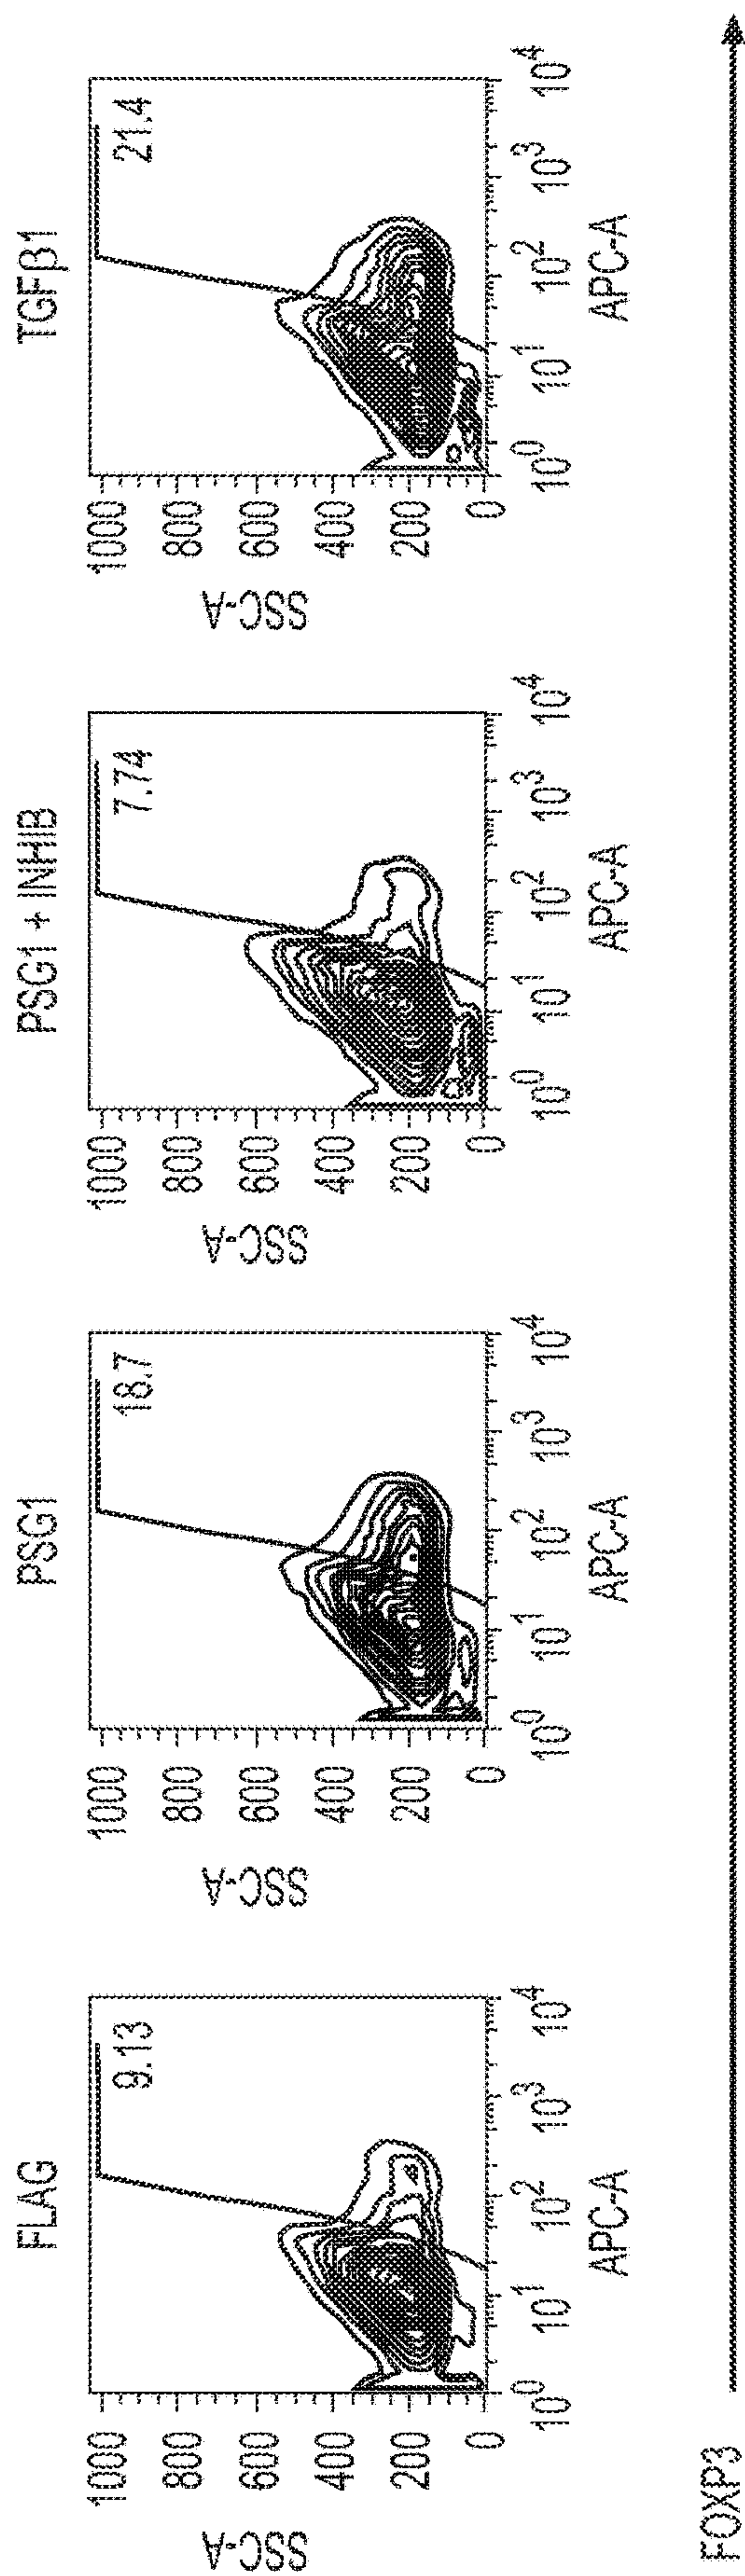 FLAG
9.13
1000
800
600
400
200
0
SSC-A
10^0 10^1 10^2 10^3 10^4
APC-A
PSG1
18.7
1000
800
600
400
200
0
SSC-A
10^0 10^1 10^2 10^3 10^4
APC-A
PSG1 + INHIB
7.74
1000
800
600
400
200
0
SSC-A
10^0 10^1 10^2 10^3 10^4
APC-A
TGFβ1
21.4
1000
800
600
400
200
0
SSC-A
10^0 10^1 10^2 10^3 10^4
APC-A
FOXP3